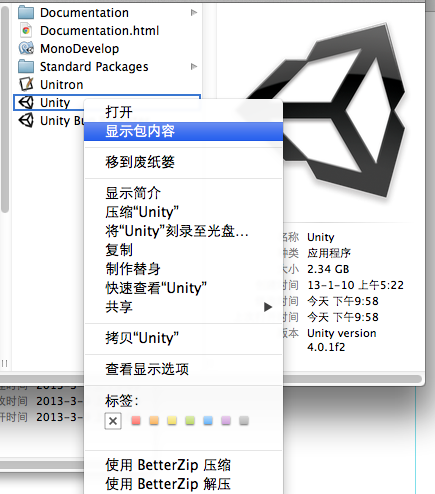 Documentation
Documentation.html
MonoDevelop
Standard Packages
Unitron
Unity
Unity Bu
打开
显示包内容
移到废纸篓
显示简介
压缩“Unity”
将“Unity”刻录至光盘...
复制
制作替身
快速查看“Unity”
共享
拷贝“Unity”
查看显示选项
标签：
使用 BetterZip 压缩
使用 BetterZip 解压
名称 Unity
种类 应用程序
大小 2.34 GB
时间 13-1-10 上午5:22
时间 今天 下午9:58
时间 今天 下午9:58
版本 Unity version
4.0.1f2
时间 2013-3-
改时间 2013-3-
开时间 2013-3-